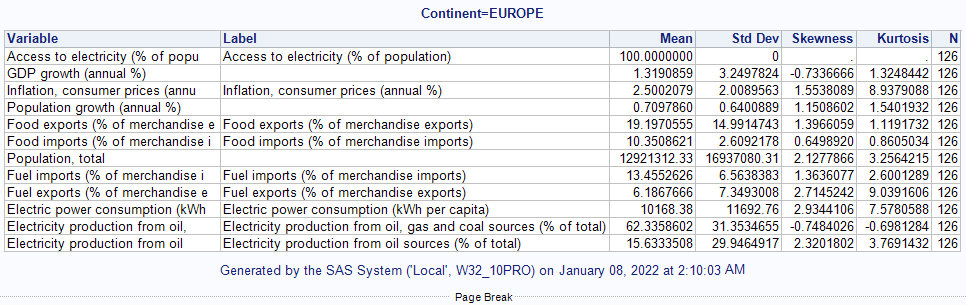 Continent=EUROPE
Variable Label Mean Std Dev Skewness Kurtosis N
Access to electricity (% of popu Access to electricity (% of population) 100.0000000 0 . . 126
GDP growth (annual %) 1.3190859 3.2497824 -0.7336666 1.3248442 126
Inflation, consumer prices (annu Inflation, consumer prices (annual %) 2.5002079 2.0089563 1.5538089 8.9379088 126
Population growth (annual %) 0.7097860 0.6400889 1.1508602 1.5401932 126
Food exports (% of merchandise e Food exports (% of merchandise exports) 19.1970555 14.9914743 1.3966059 1.1191732 126
Food imports (% of merchandise i Food imports (% of merchandise imports) 10.3508621 2.6092178 0.6498920 0.8605034 126
Population, total 12921312.33 16937080.31 2.1277866 3.2564215 126
Fuel imports (% of merchandise i Fuel imports (% of merchandise imports) 13.4552626 6.5638383 1.3636077 2.6001289 126
Fuel exports (% of merchandise e Fuel exports (% of merchandise exports) 6.1867666 7.3493008 2.7145242 9.0391606 126
Electric power consumption (kWh Electric power consumption (kWh per capita) 10168.38 11692.76 2.9344106 7.5780588 126
Electricity production from oil, Electricity production from oil, gas and coal sources (% of total) 62.3358602 31.3534655 -0.7484026 -0.6981284 126
Electricity production from oil Electricity production from oil sources (% of total) 15.6333508 29.9464917 2.3201802 3.7691432 126
Generated by the SAS System ('Local', W32_10PRO) on January 08, 2022 at 2:10:03 AM
Page Break